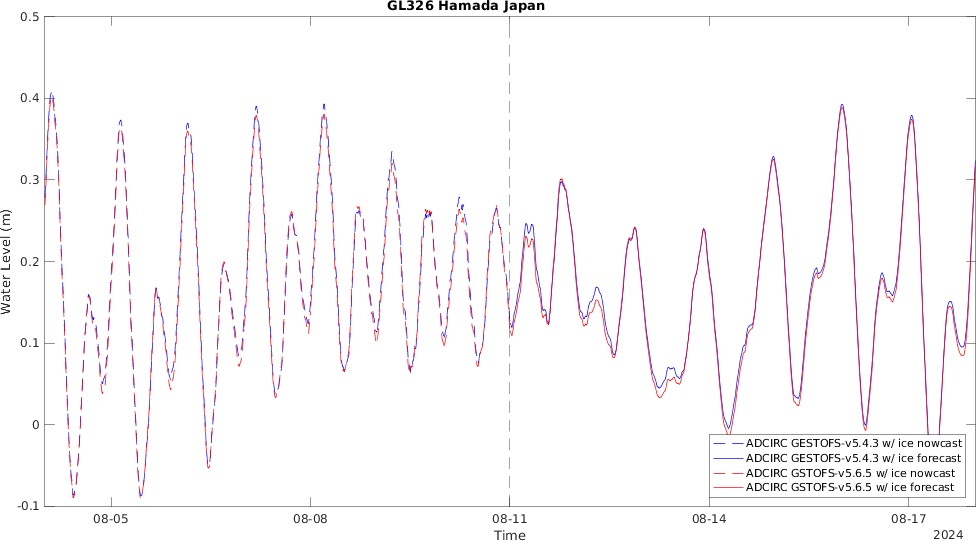 GL326 Hamada Japan
0.5
0.4
0.3
0.2
0.1
0
-0.1
Water Level (m)
ADCIRC GESTOFS-v5.4.3 w/ ice nowcast
ADCIRC GESTOFS-v5.4.3 w/ ice forecast
ADCIRC GSTOFS-v5.6.5 w/ ice nowcast
ADCIRC GSTOFS-v5.6.5 w/ ice forecast
08-05 08-08 08-11 08-14 08-17
Time
2024